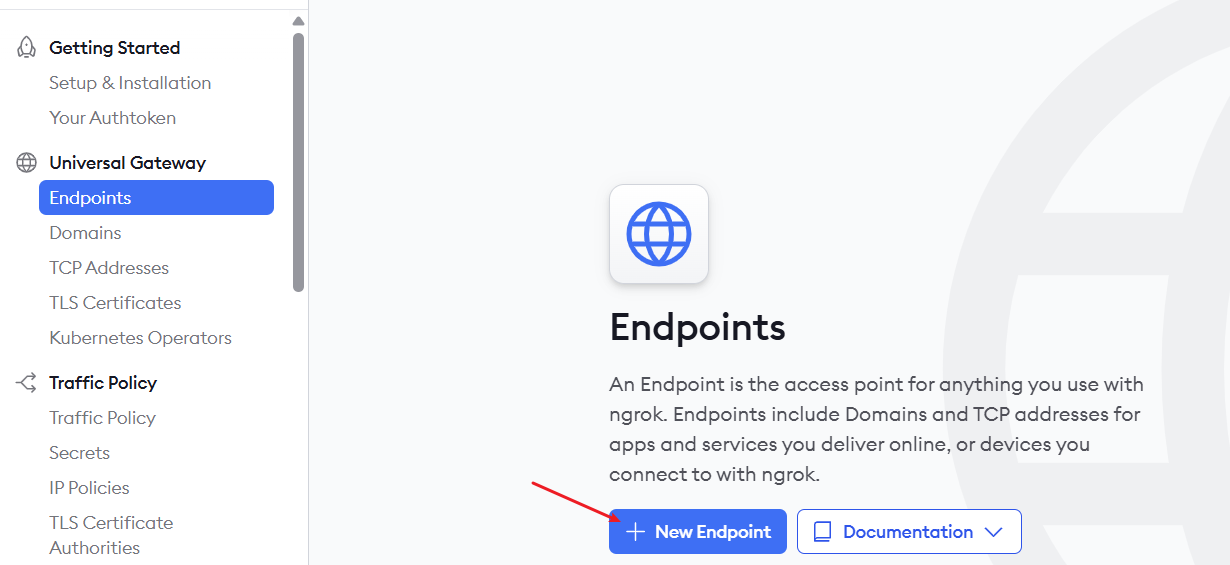 Getting Started
Setup & Installation
Your Authtoken
Universal Gateway
Endpoints
Domains
TCP Addresses
TLS Certificates
Kubernetes Operators
Traffic Policy
Traffic Policy
Secrets
IP Policies
TLS Certificate
Authorities
Endpoints
An Endpoint is the access point for anything you use with
ngrok. Endpoints include Domains and TCP addresses for
apps and services you deliver online, or devices you
connect to with ngrok.
New Endpoint
Documentation